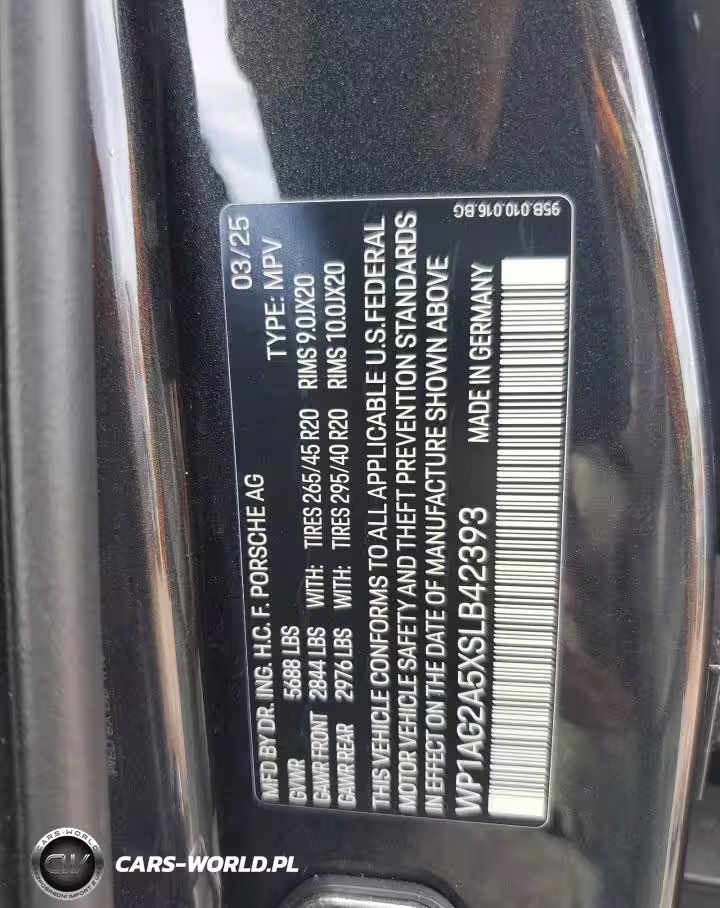 MFD BY DR. ING. H.C. F. PORSCHE AG 03/25
GVWR 5688 LBS TYPE: MPV
GAWR FRONT 2844 LBS WITH: TIRES 265/45 R20 RIMS 9.0JX20
GAWR REAR 2976 LBS WITH: TIRES 295/40 R20 RIMS 10.0JX20
THIS VEHICLE CONFORMS TO ALL APPLICABLE U.S.FEDERAL
MOTOR VEHICLE SAFETY AND THEFT PREVENTION STANDARDS
IN EFFECT ON THE DATE OF MANUFACTURE SHOWN ABOVE
WP1AG2A5XSLB42393 MADE IN GERMANY
95B.010.016.BG
CARS-WORLD
CW
CARS-WORLD.PL